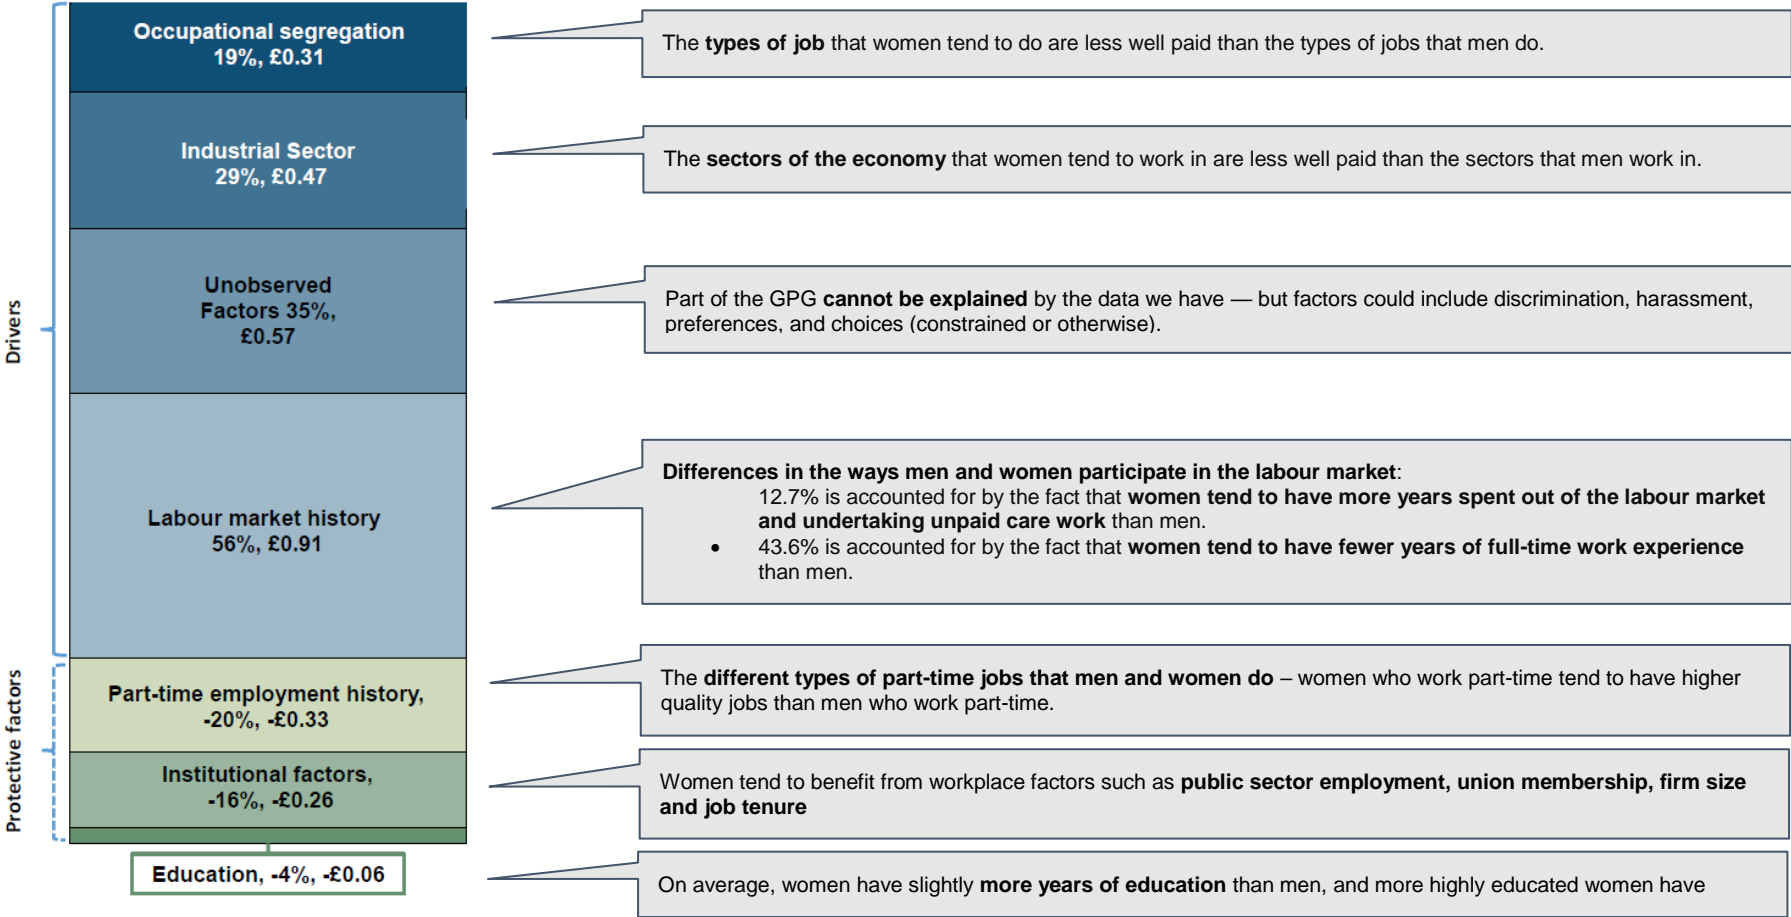 Drivers
Protective factors
Occupational segregation
19%, £0.31
The types of job that women tend to do are less well paid than the types of jobs that men do.
Industrial Sector
29%, £0.47
The sectors of the economy that women tend to work in are less well paid than the sectors that men work in.
Unobserved
Factors 35%,
£0.57
Part of the GPG cannot be explained by the data we have — but factors could include discrimination, harassment,
preferences, and choices (constrained or otherwise).
Labour market history
56%, £0.91
Differences in the ways men and women participate in the labour market:
12.7% is accounted for by the fact that women tend to have more years spent out of the labour market
and undertaking unpaid care work than men.
• 43.6% is accounted for by the fact that women tend to have fewer years of full-time work experience
than men.
Part-time employment history,
-20%, -£0.33
The different types of part-time jobs that men and women do – women who work part-time tend to have higher
quality jobs than men who work part-time.
Institutional factors,
-16%, -£0.26
Women tend to benefit from workplace factors such as public sector employment, union membership, firm size
and job tenure
Education, -4%, -£0.06
On average, women have slightly more years of education than men, and more highly educated women have